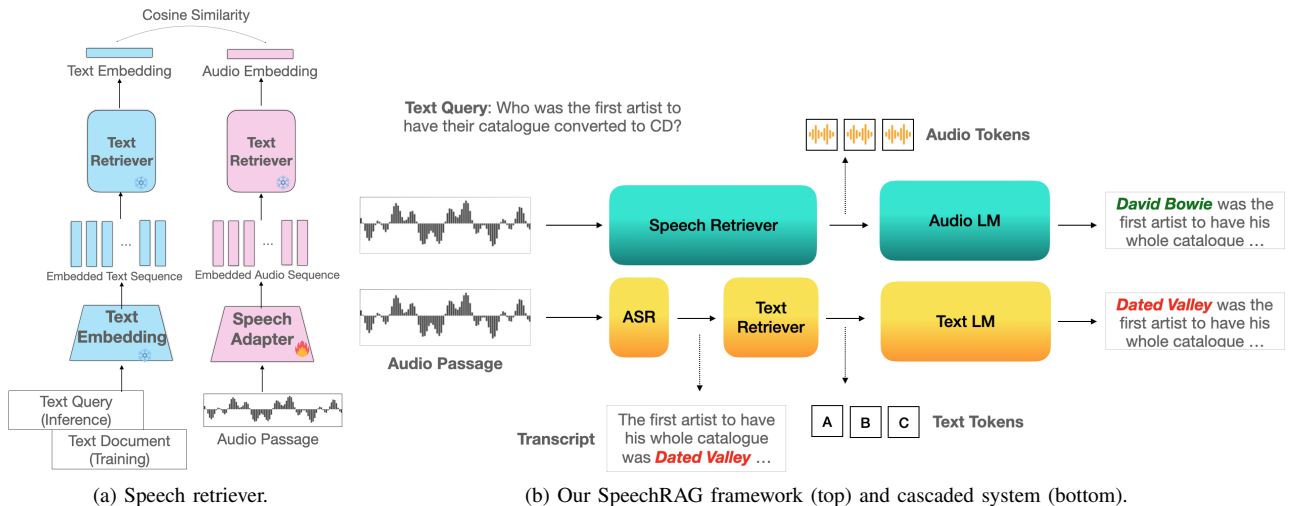 Cosine Similarity
Text Embedding
Audio Embedding
Text
Retriever
Text
Retriever
...
...
Embedded Text Sequence
Embedded Audio Sequence
Text
Embedding
Speech
Adapter
Text Query
(Inference)
Text Document
(Training)
Audio Passage
(a) Speech retriever.
Text Query: Who was the first artist to
have their catalogue converted to CD?
Audio Tokens
Speech Retriever
Audio LM
David Bowie was the
first artist to have his
whole catalogue ...
Audio Passage
ASR
Text
Retriever
Text LM
Dated Valley was the
first artist to have his
whole catalogue ...
Transcript
The first artist to have
his whole catalogue
was Dated Valley ...
A B C
Text Tokens
(b) Our SpeechRAG framework (top) and cascaded system (bottom).